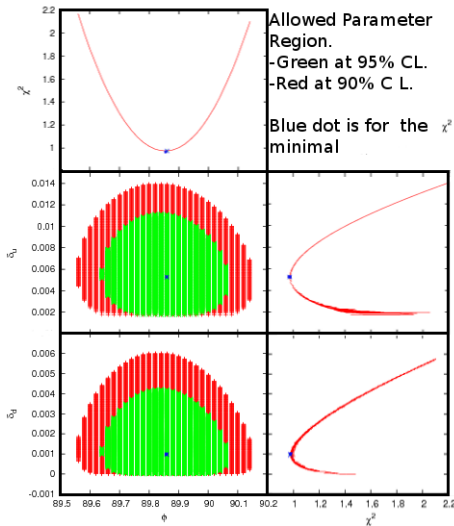 2.2
2
1.8
1.6
1.4
1.2
1
χ²
Allowed Parameter
Region.
-Green at 95% CL.
-Red at 90% C L.
Blue dot is for the χ²
minimal
0.014
0.012
0.01
0.008
0.006
0.004
0.002
0
δu
0.006
0.005
0.004
0.003
0.002
0.001
0
-0.001
δd
89.5 89.6 89.7 89.8 89.9 90 90.1 90.2
ϕ
1 1.2 1.4 1.6 1.8 2 2.2
χ²